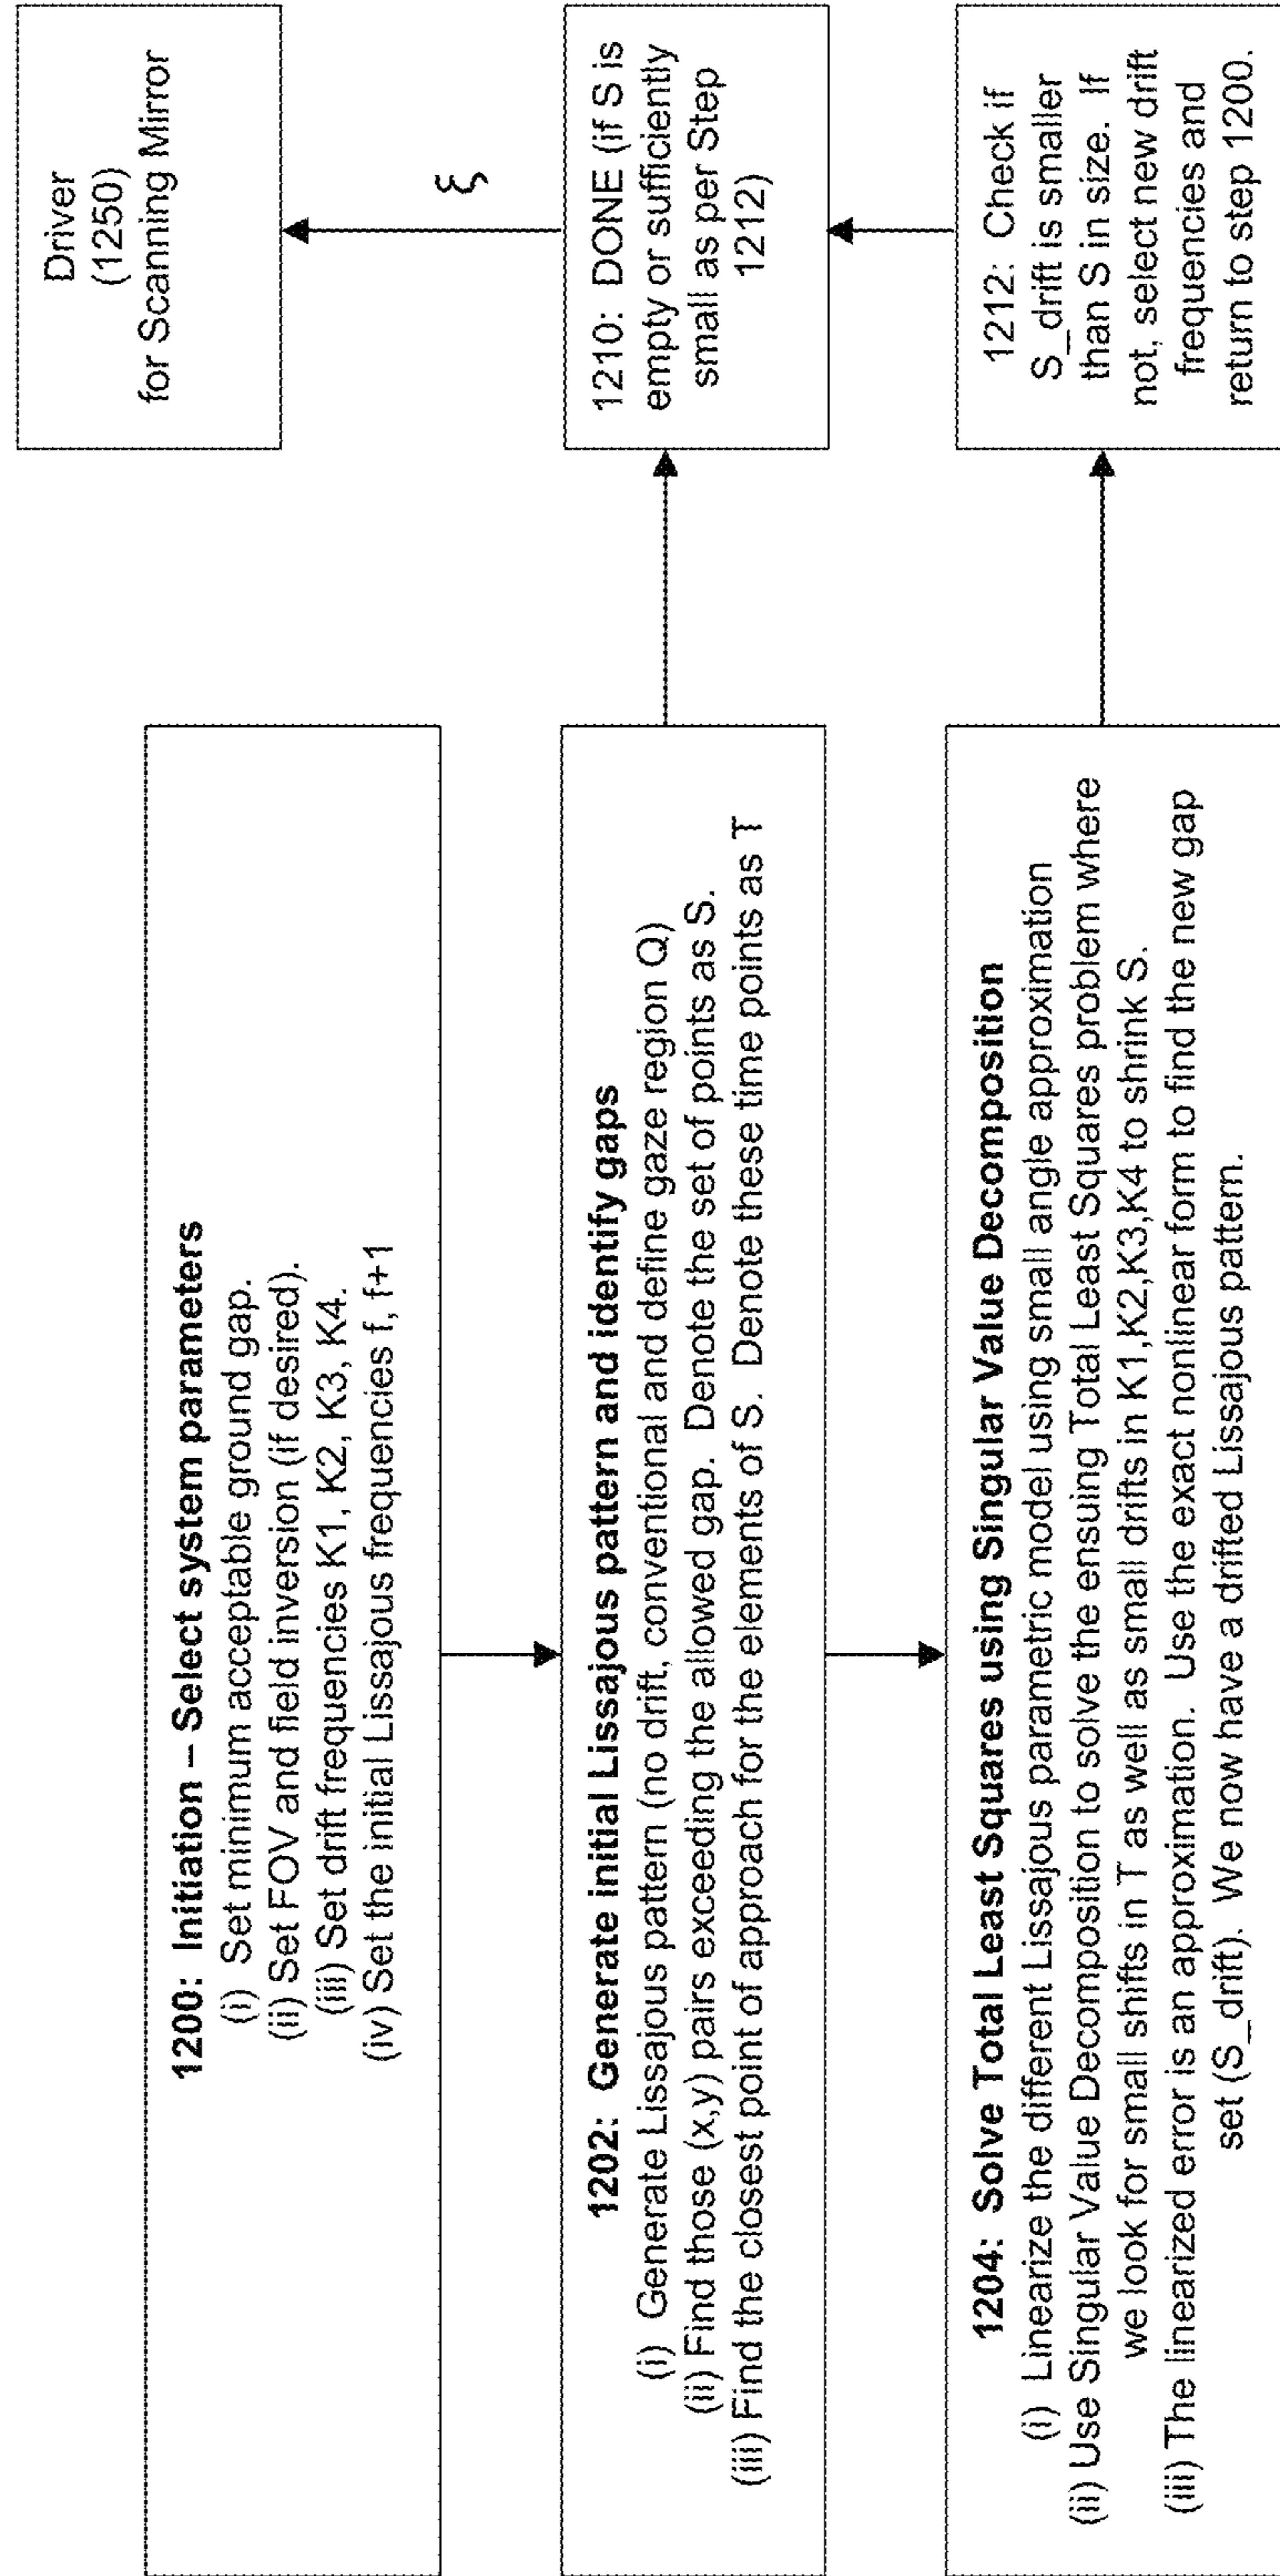 1200: Initiation – Select system parameters
(i) Set minimum acceptable ground gap.
(ii) Set FOV and field inversion (if desired).
(iii) Set drift frequencies K1, K2, K3, K4.
(iv) Set the initial Lissajous frequencies f, f+1
1202: Generate initial Lissajous pattern and identify gaps
(i) Generate Lissajous pattern (no drift, conventional and define gaze region Q)
(ii) Find those (x,y) pairs exceeding the allowed gap. Denote the set of points as S.
(iii) Find the closest point of approach for the elements of S. Denote these time points as T
1204: Solve Total Least Squares using Singular Value Decomposition
(i) Linearize the different Lissajous parametric model using small angle approximation
(ii) Use Singular Value Decomposition to solve the ensuing Total Least Squares problem where
we look for small shifts in T as well as small drifts in K1,K2,K3,K4 to shrink S.
(iii) The linearized error is an approximation. Use the exact nonlinear form to find the new gap
set (S_drift). We now have a drifted Lissajous pattern.
Driver
(1250)
for Scanning Mirror
ξ
1210: DONE (if S is
empty or sufficiently
small as per Step
1212)
1212: Check if
S_drift is smaller
than S in size. If
not, select new drift
frequencies and
return to step 1200.